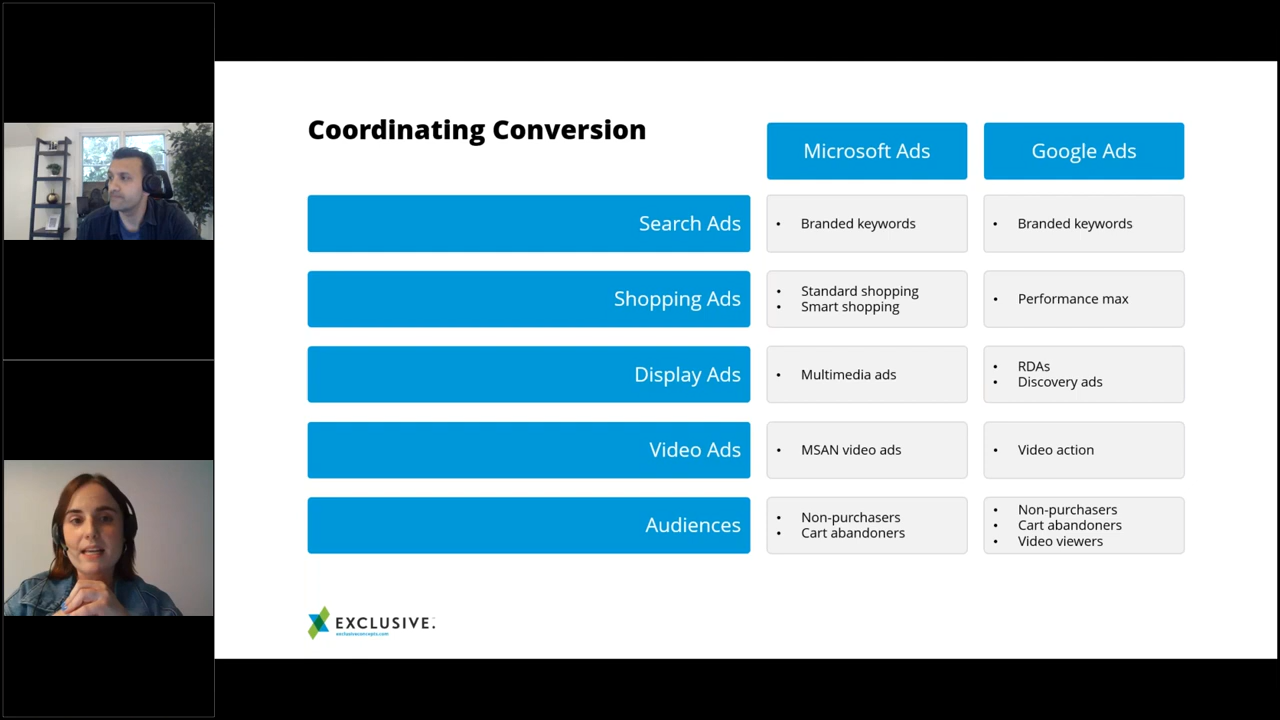 Coordinating Conversion
Microsoft Ads
Google Ads
Search Ads
• Branded keywords
• Branded keywords
Shopping Ads
• Standard shopping
• Smart shopping
• Performance max
Display Ads
• Multimedia ads
• RDAs
• Discovery ads
Video Ads
• MSAN video ads
• Video action
Audiences
• Non-purchasers
• Cart abandoners
• Non-purchasers
• Cart abandoners
• Video viewers
EXCLUSIVE.
exclusiveconcepts.com